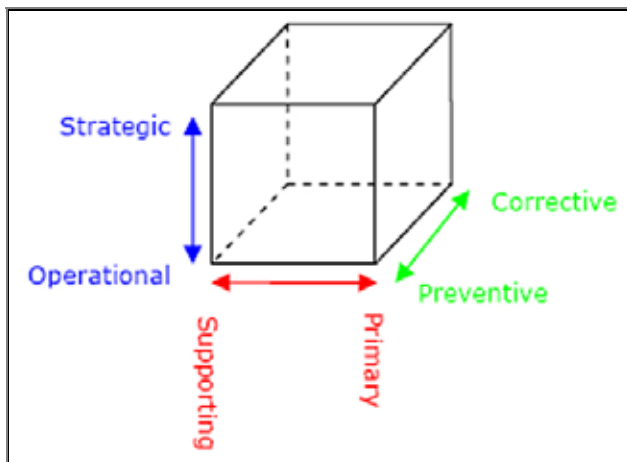 Strategic
Corrective
Operational
Preventive
Supporting
Primary